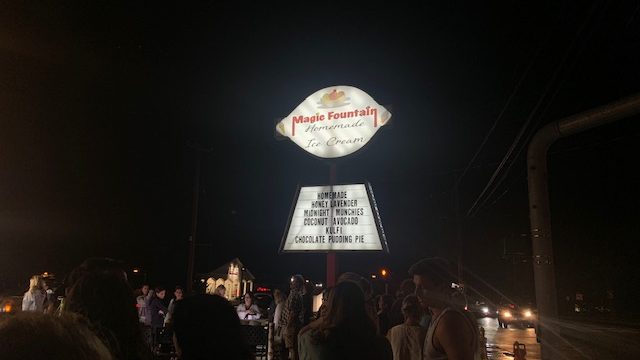 Magic Fountain
Homemade
Ice Cream
HOMEMADE
HONEY LAVENDER
MIDNIGHT MUNCHIES
COCONUT AVOCADO
KULFI
CHOCOLATE PUDDING PIE